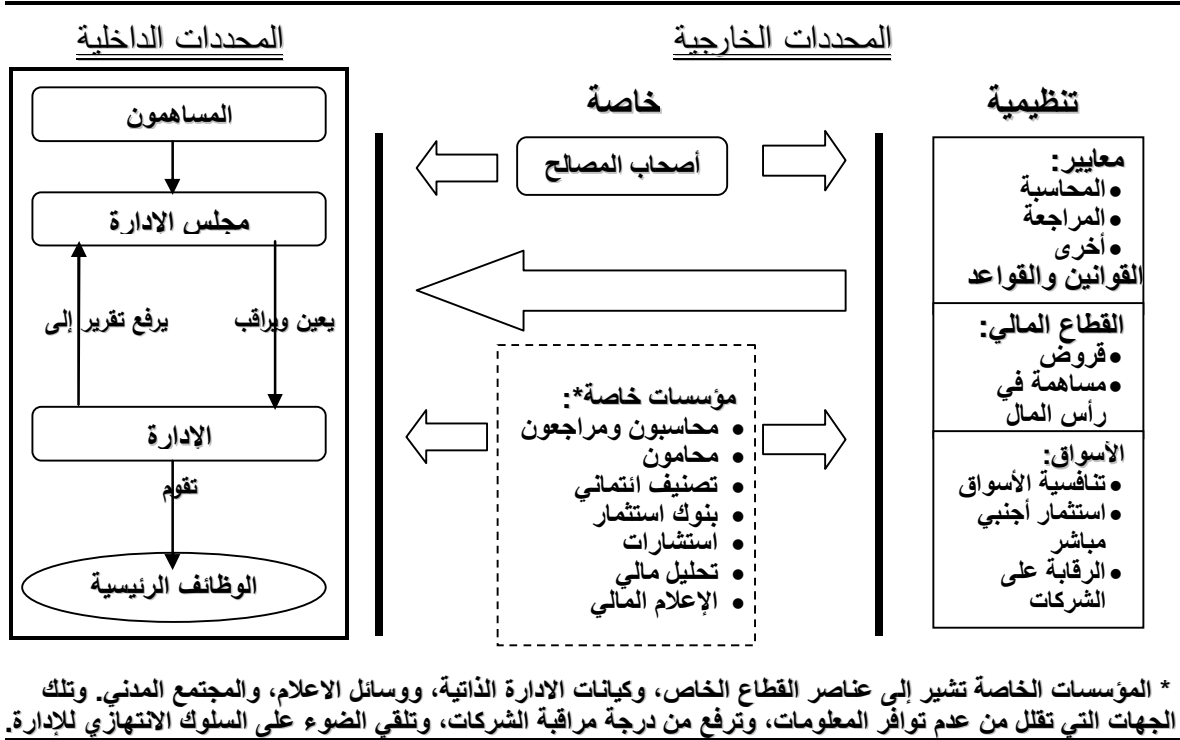 المحددات الخارجية
المحددات الداخلية
تنظيمية
معايير:
• المحاسبة
• المراجعة
• أخرى
القوانين والقواعد
القطاع المالي:
• قروض
• مساهمة في
رأس المال
الأسواق:
• تنافسية الأسواق
• استثمار أجنبي
مباشر
• الرقابة على
الشركات
خاصة
أصحاب المصالح
مؤسسات خاصة*:
• محاسبون ومراجعون
• محامون
• تصنيف ائتماني
• بنوك استثمار
• استشارات
• تحليل مالي
• الإعلام المالي
المساهمون
مجلس الإدارة
يعين ويراقب
يرفع تقرير إلى
الإدارة
تقوم
الوظائف الرئيسية
* المؤسسات الخاصة تشير إلى عناصر القطاع الخاص، وكيانات الادارة الذاتية، ووسائل الاعلام، والمجتمع المدني. وتلك
الجهات التي تقلل من عدم توافر المعلومات، وترفع من درجة مراقبة الشركات، وتلقي الضوء على السلوك الانتهازي للإدارة.